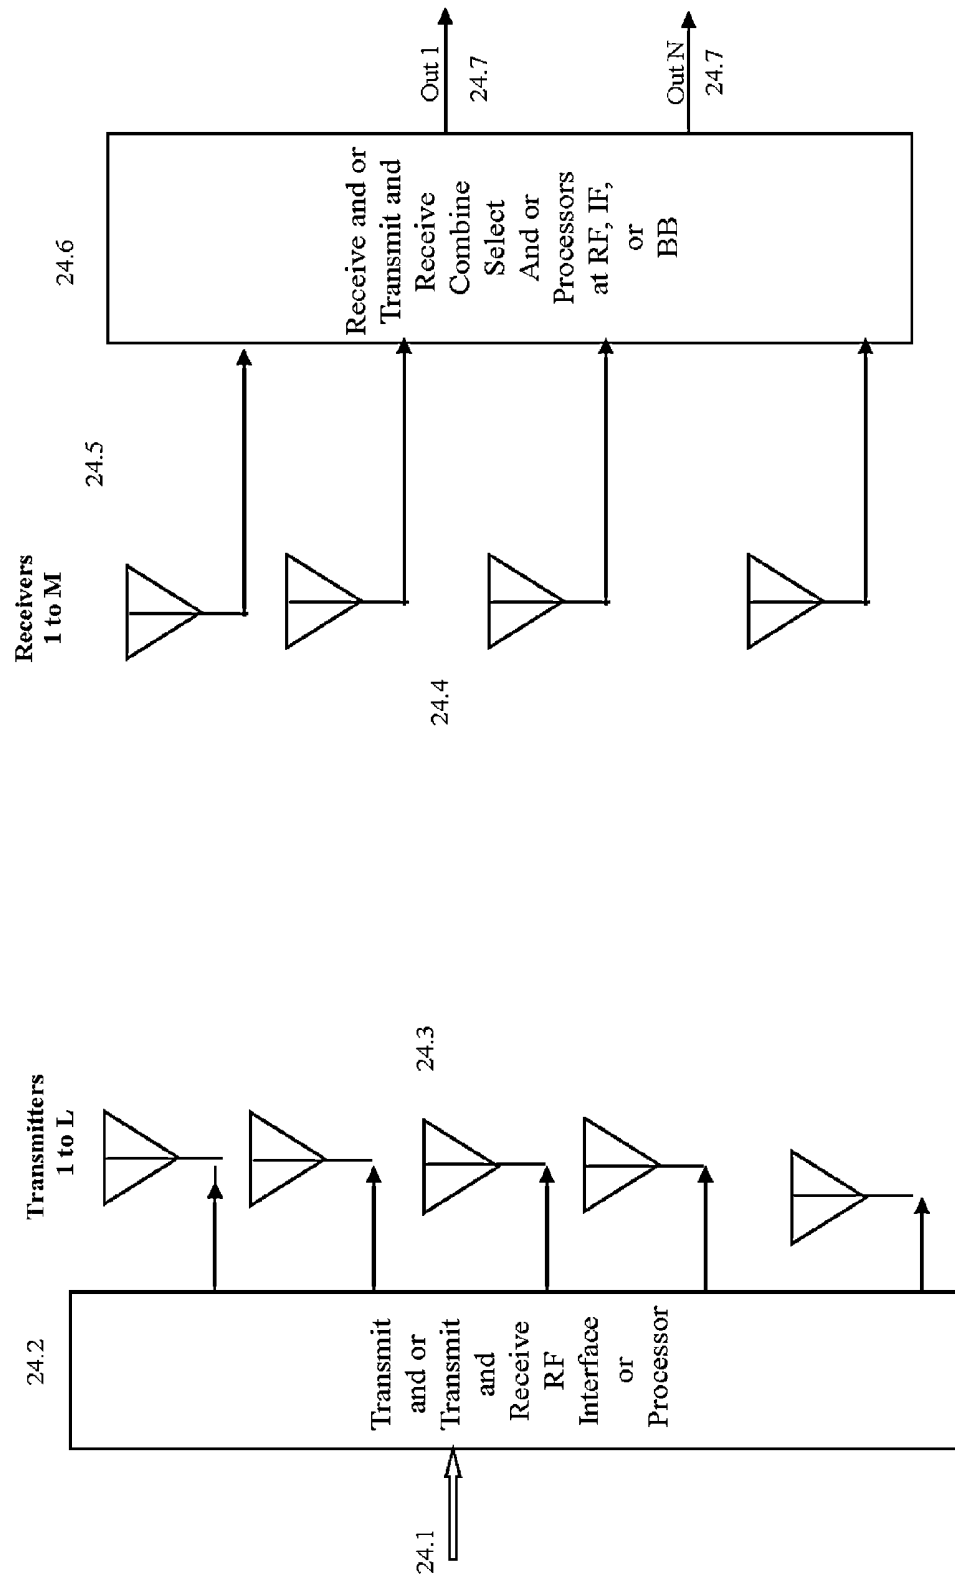 24.1
24.2
Transmit
and or
Transmit
and
Receive
RF
Interface
or
Processor
Transmitters
1 to L
24.3
Receivers
1 to M
24.4
24.5
24.6
Receive and or
Transmit and
Receive
Combine
Select
And or
Processors
at RF, IF,
or
BB
Out 1
24.7
Out N
24.7